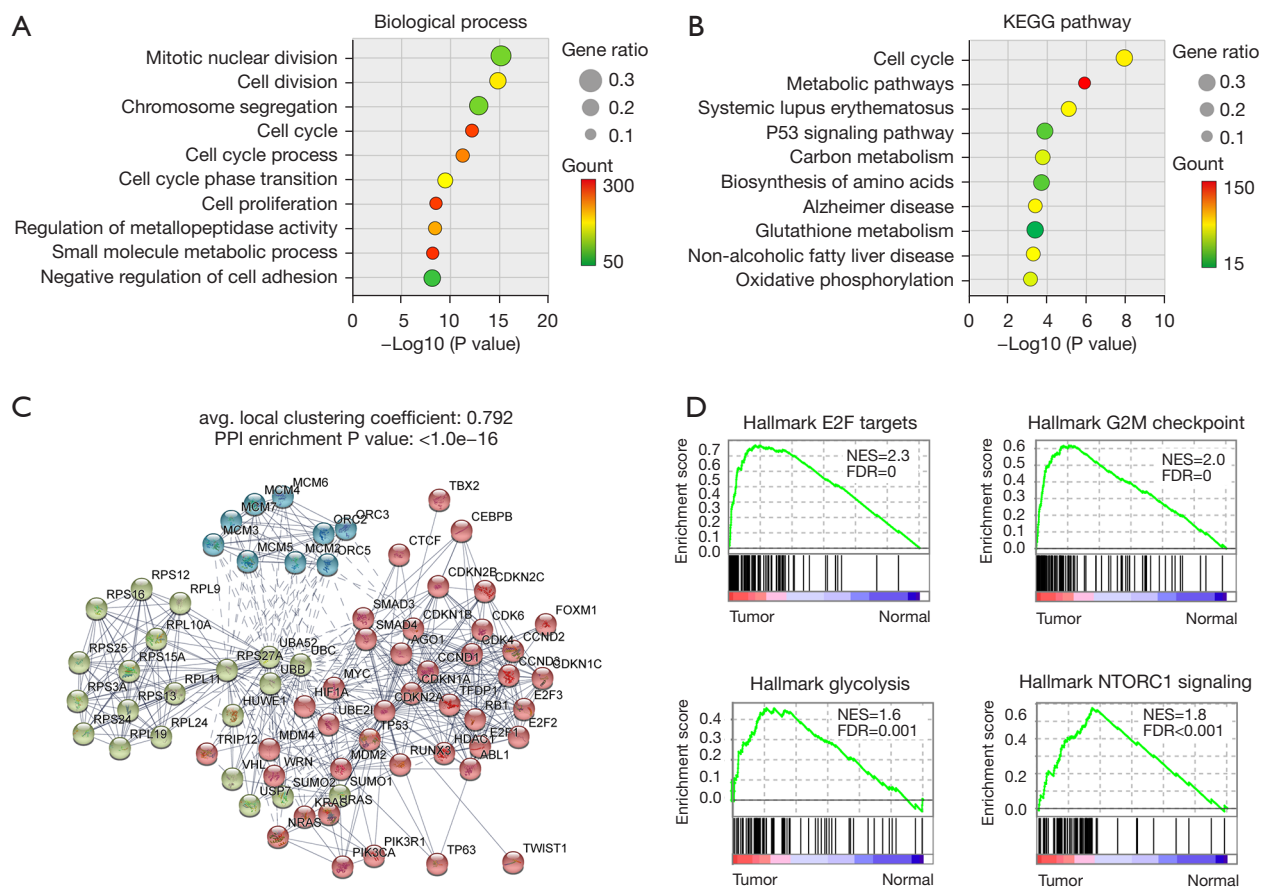 A
Biological process
Mitotic nuclear division
Cell division
Chromosome segregation
Cell cycle
Cell cycle process
Cell cycle phase transition
Cell proliferation
Regulation of metallopeptidase activity
Small molecule metabolic process
Negative regulation of cell adhesion
0 5 10 15 20
−Log10 (P value)
Gene ratio
0.3
0.2
0.1
Gount
300
50
B
KEGG pathway
Cell cycle
Metabolic pathways
Systemic lupus erythematosus
P53 signaling pathway
Carbon metabolism
Biosynthesis of amino acids
Alzheimer disease
Glutathione metabolism
Non-alcoholic fatty liver disease
Oxidative phosphorylation
0 2 4 6 8 10
−Log10 (P value)
Gene ratio
0.3
0.2
0.1
Gount
150
15
C
avg. local clustering coefficient: 0.792
PPI enrichment P value: <1.0e−16
MCM6
MCM4
MCM7
ORC3
ORC2
MCM3
MCM5
MCM2
ORC5
TBX2
CEBPB
CTCF
RPS12
RPL9
RPS16
RPL10A
RPS25
RPS15A
RPS3A
RPS13
RPL11
RPS24
RPL19
RPL24
RPS27A
UBA52
UBC
UBB
HUWE1
TRIP12
VHL
USP7
CDKN2B
CDKN2C
SMAD3
SMAD4
CDKN1B
CDK6
FOXM1
AGO1
CDK4
CCND2
CCND1
CCND3
CDKN1C
MYC
CDKN1A
HIF1A
CDKN2A
TFDP1
E2F3
UBE2I
RB1
E2F2
TP53
E2F1
MDM4
HDAC1
MDM2
RUNX3
ABL1
WRN
SUMO2
SUMO1
KRAS
HRAS
NRAS
PIK3R1
PIK3CA
TP63
TWIST1
D
Hallmark E2F targets
Enrichment score
0.7
0.6
0.5
0.4
0.3
0.2
0.1
0.0
NES=2.3
FDR=0
Tumor Normal
Hallmark G2M checkpoint
Enrichment score
0.6
0.5
0.4
0.3
0.2
0.1
0.0
NES=2.0
FDR=0
Tumor Normal
Hallmark glycolysis
Enrichment score
0.4
0.3
0.2
0.1
0.0
NES=1.6
FDR=0.001
Tumor Normal
Hallmark NTORC1 signaling
Enrichment score
0.6
0.4
0.2
0.0
NES=1.8
FDR<0.001
Tumor Normal